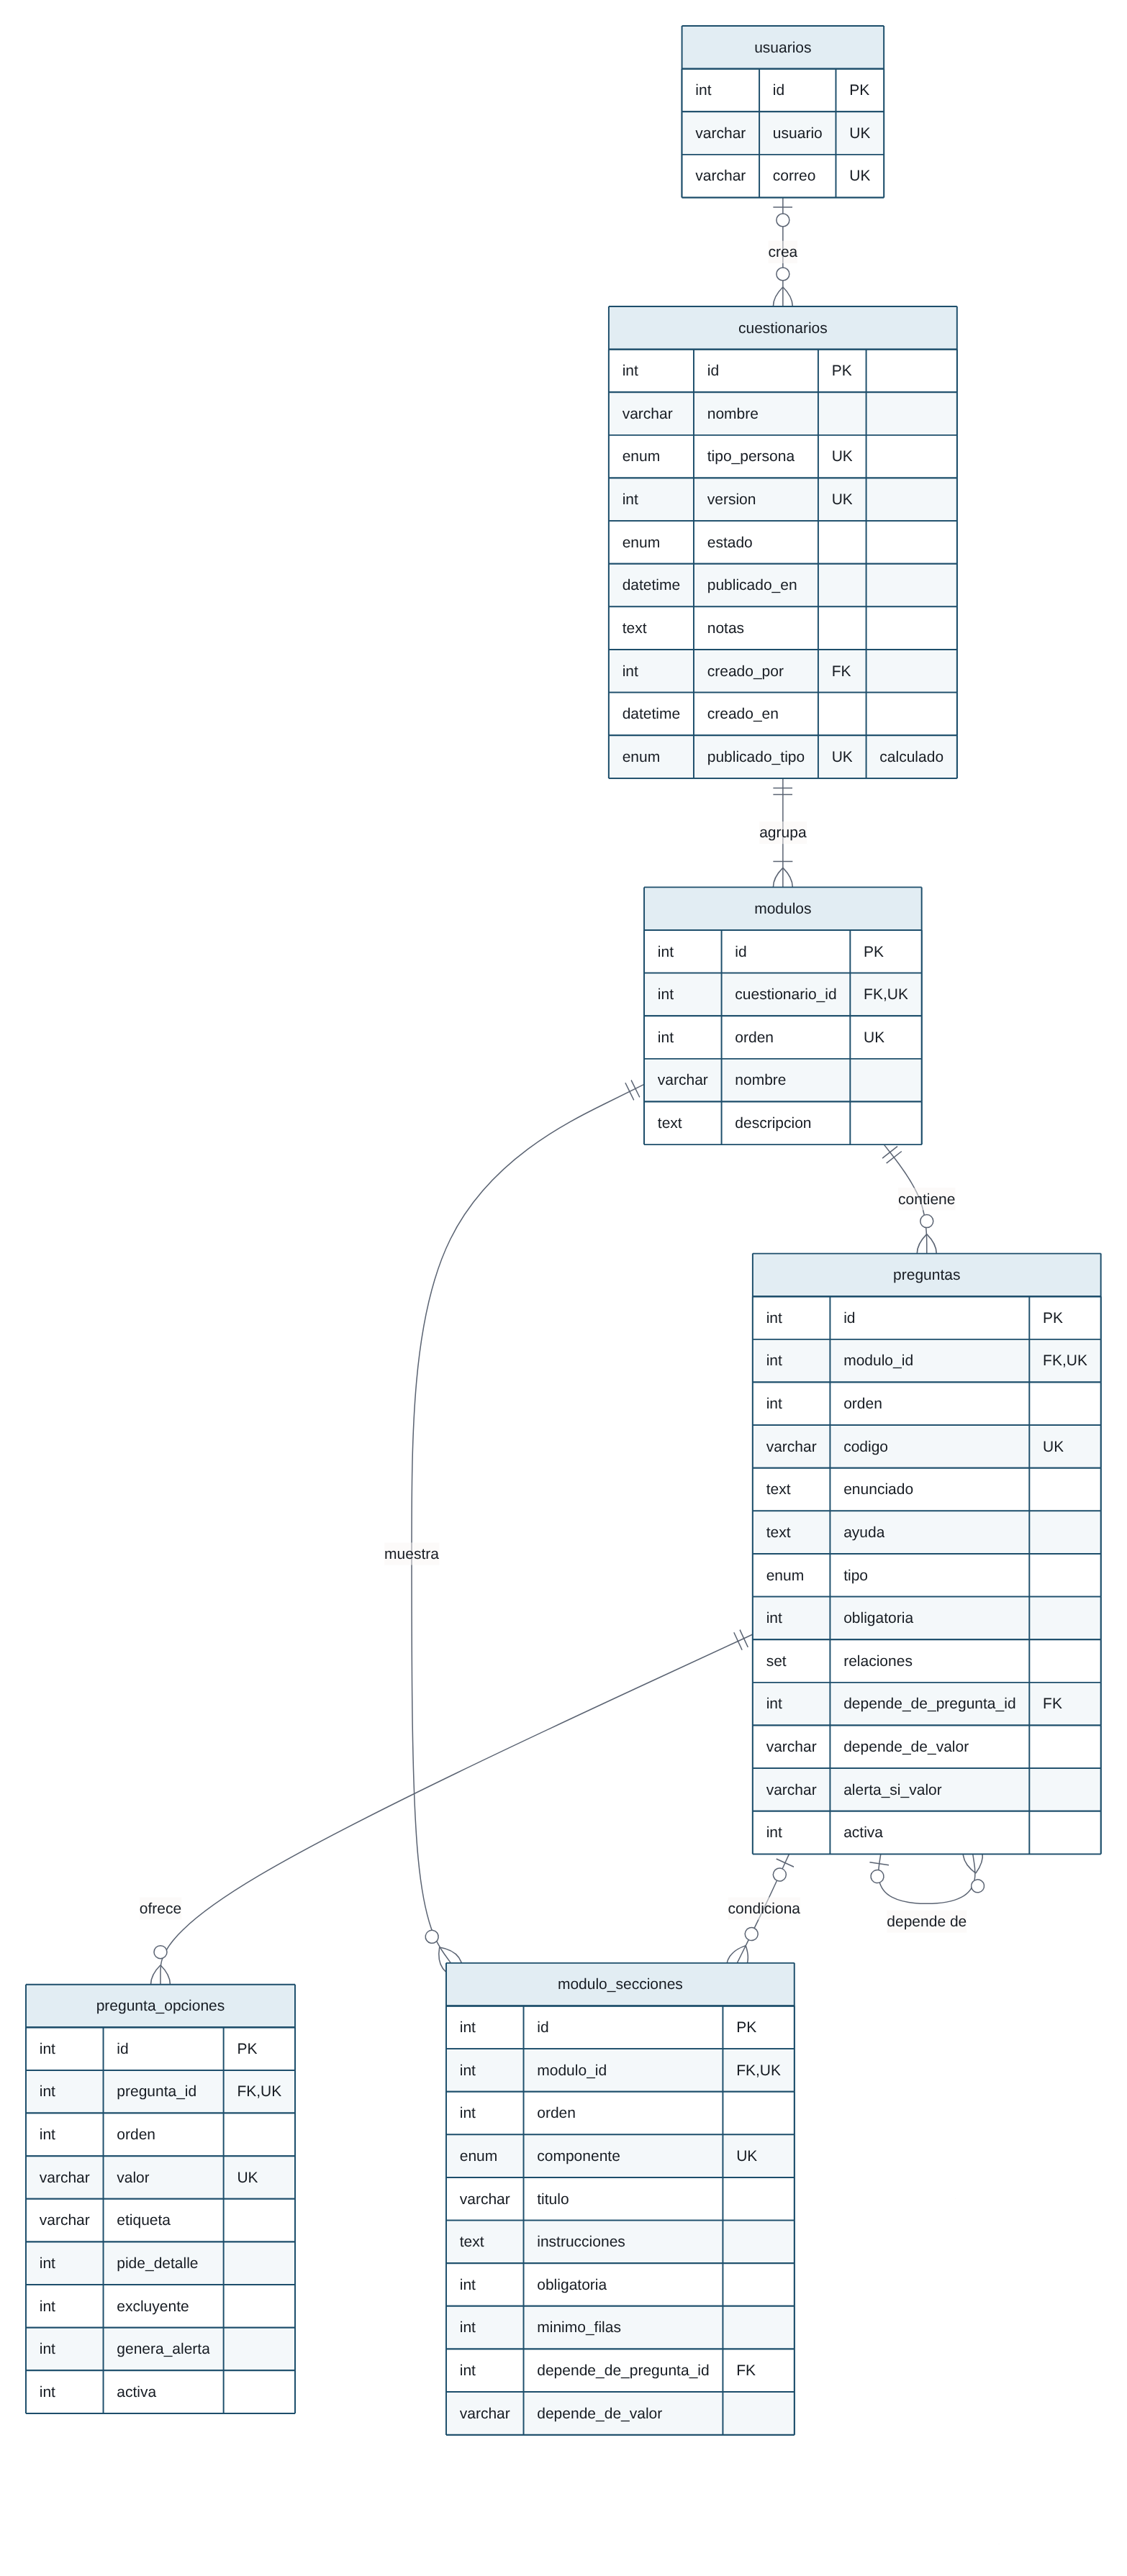 usuarios
int id PK
varchar usuario UK
varchar correo UK
crea
cuestionarios
int id PK
varchar nombre
enum tipo_persona UK
int version UK
enum estado
datetime publicado_en
text notas
int creado_por FK
datetime creado_en
enum publicado_tipo UK calculado
agrupa
modulos
int id PK
int cuestionario_id FK,UK
int orden UK
varchar nombre
text descripcion
contiene
preguntas
int id PK
int modulo_id FK,UK
int orden
varchar codigo UK
text enunciado
text ayuda
enum tipo
int obligatoria
set relaciones
int depende_de_pregunta_id FK
varchar depende_de_valor
varchar alerta_si_valor
int activa
muestra
ofrece
condiciona
depende de
pregunta_opciones
int id PK
int pregunta_id FK,UK
int orden
varchar valor UK
varchar etiqueta
int pide_detalle
int excluyente
int genera_alerta
int activa
modulo_secciones
int id PK
int modulo_id FK,UK
int orden
enum componente UK
varchar titulo
text instrucciones
int obligatoria
int minimo_filas
int depende_de_pregunta_id FK
varchar depende_de_valor